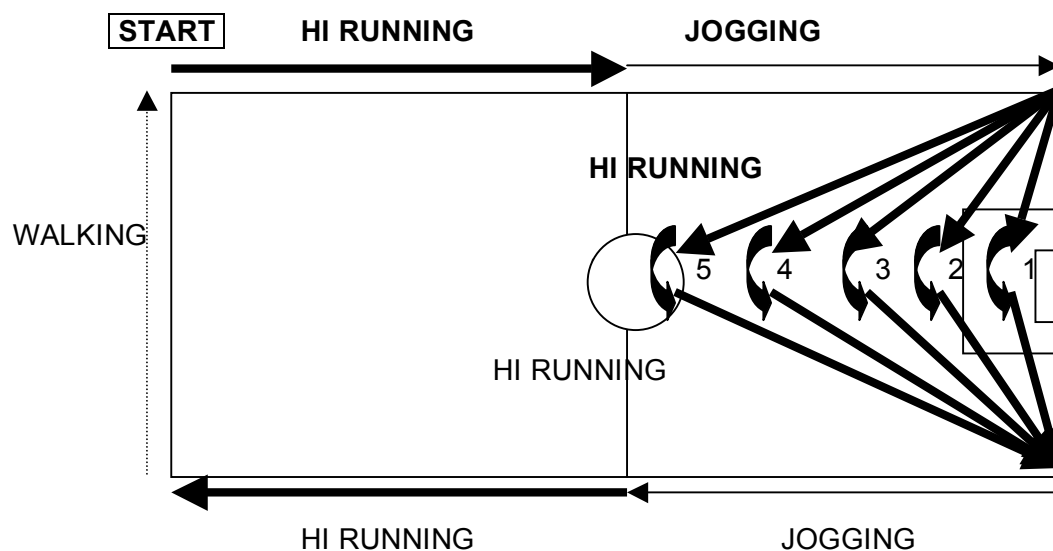 START HI RUNNING JOGGING
HI RUNNING
WALKING
5 4 3 2 1
HI RUNNING
HI RUNNING JOGGING